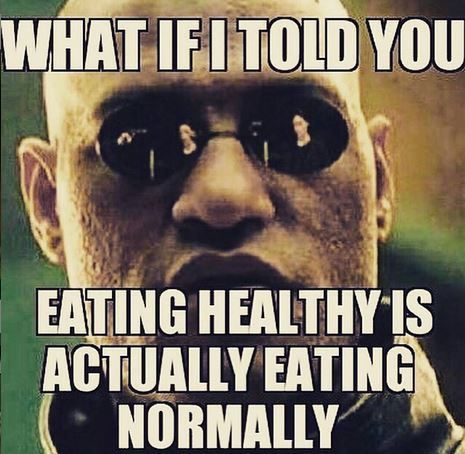 WHAT IF I TOLD YOU
EATING HEALTHY IS
ACTUALLY EATING
NORMALLY